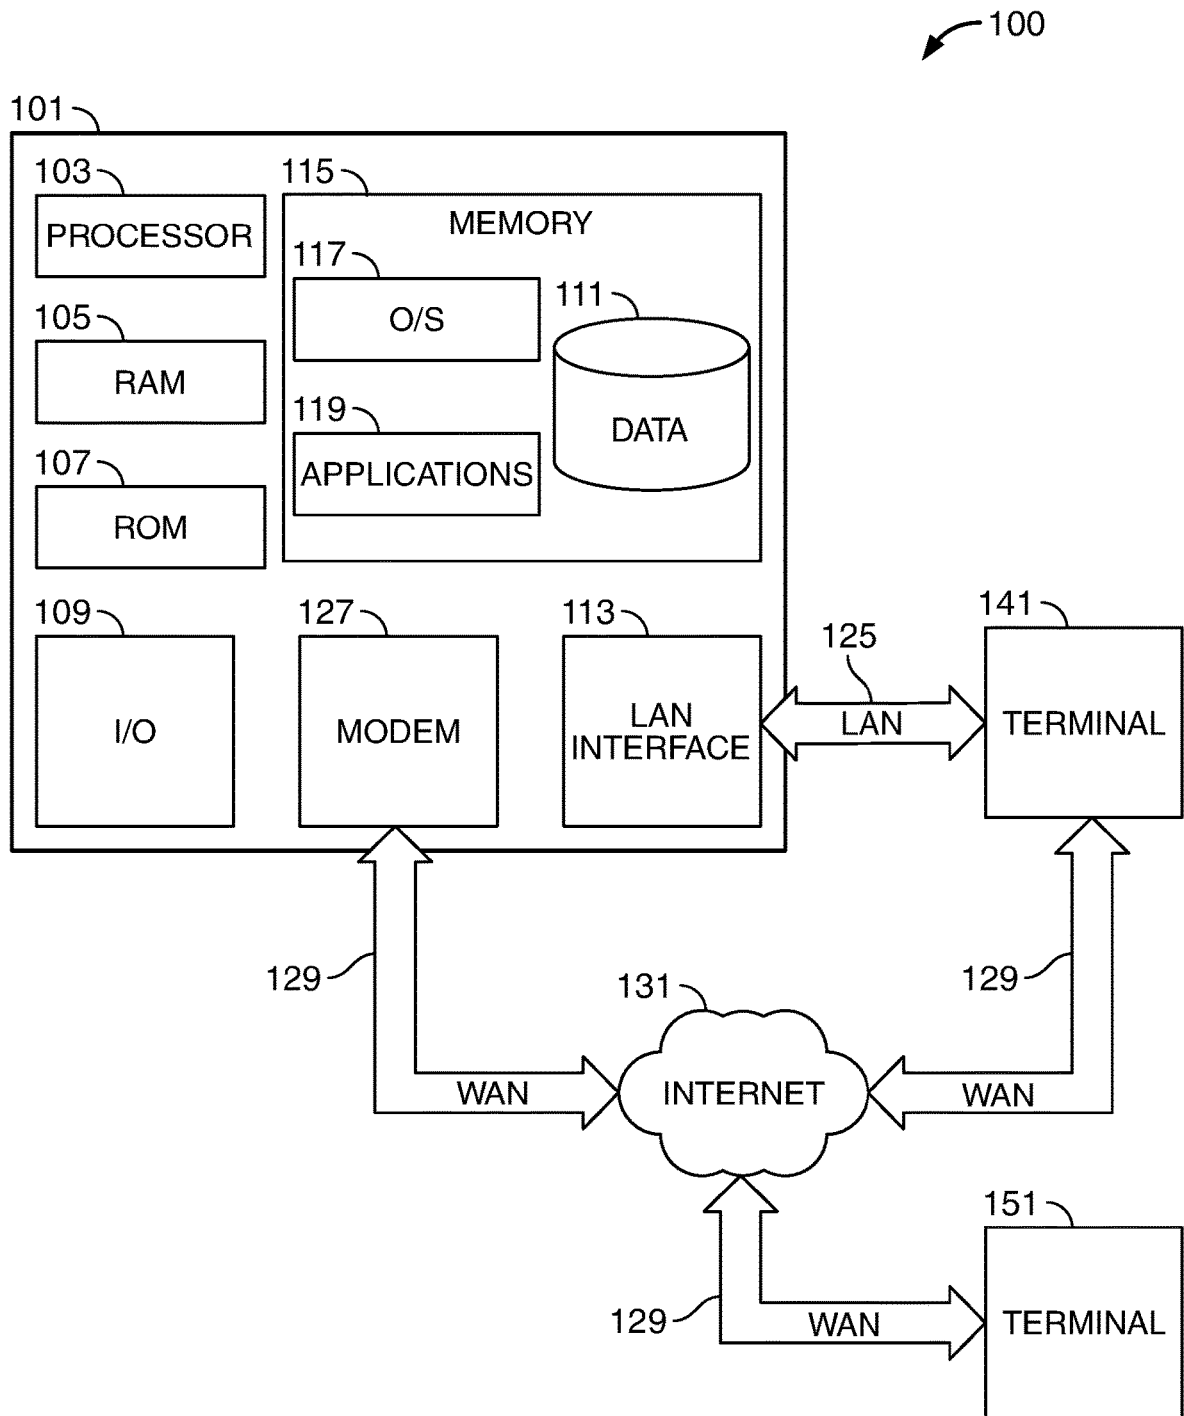 100
101
103
PROCESSOR
115
MEMORY
117
O/S
111
DATA
105
RAM
119
APPLICATIONS
107
ROM
109
I/O
127
MODEM
113
LAN
INTERFACE
125
LAN
141
TERMINAL
129
WAN
131
INTERNET
129
WAN
129
WAN
151
TERMINAL